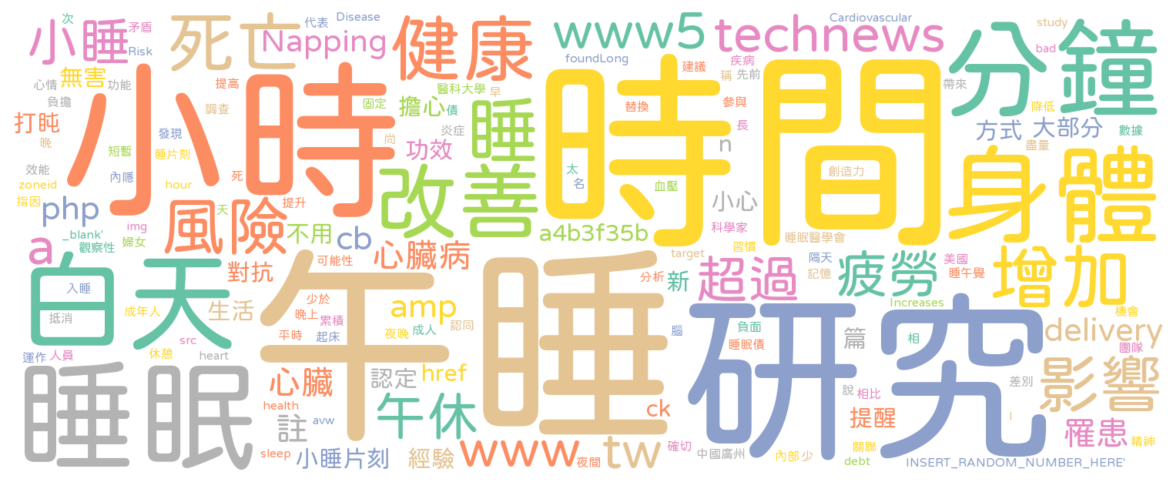 次 矛盾 代表 Disease Cardiovascular study
小睡 死亡 健康 www5 technews 分鐘
Risk Napping foundLong 疾病 bad
心情 無害 功能 提高 醫科大學 早 建議 稱 先前 帶來
負擔 調查 固定 擔心 債 替換 參與 降低
打盹 小時 睡 時間 長 方式 大部分 數據
晚 發現 炎症 n 盡量
短暫 睡片刻 尚 功效
效能 內隱 改善 太 創造力 身體
zoneid hour 死 名 血壓
指因 提升 小心
php 風險 天 科學家
img 不用 a4b3f35b 睡眠醫學會
a _blank' 觀察性 婦女 cb 習慣
可能性 心臟病 target 隔天 美國
白天 對抗 分析 新 超過 記憶 疲勞 睡午覺 增加
入睡 少於 午睡
抵消 成年人 生活 晚上 amp 腦 Increases 機會
平時 累積 夜晚 成人 認同 負面 研究 delivery
運作 人員 src 起床 篇 相 團隊
休憩 heart 睡眠債
睡眠 心臟 認定 href 差別 影響
health 說 相比
註 avw 午休 ck 提醒 l 罹患
確切 關聯 精神
sleep 小睡片刻 經驗 www 夜間 tw 中國廣州 內部 少 debt INSERT_RANDOM_NUMBER_HERE'